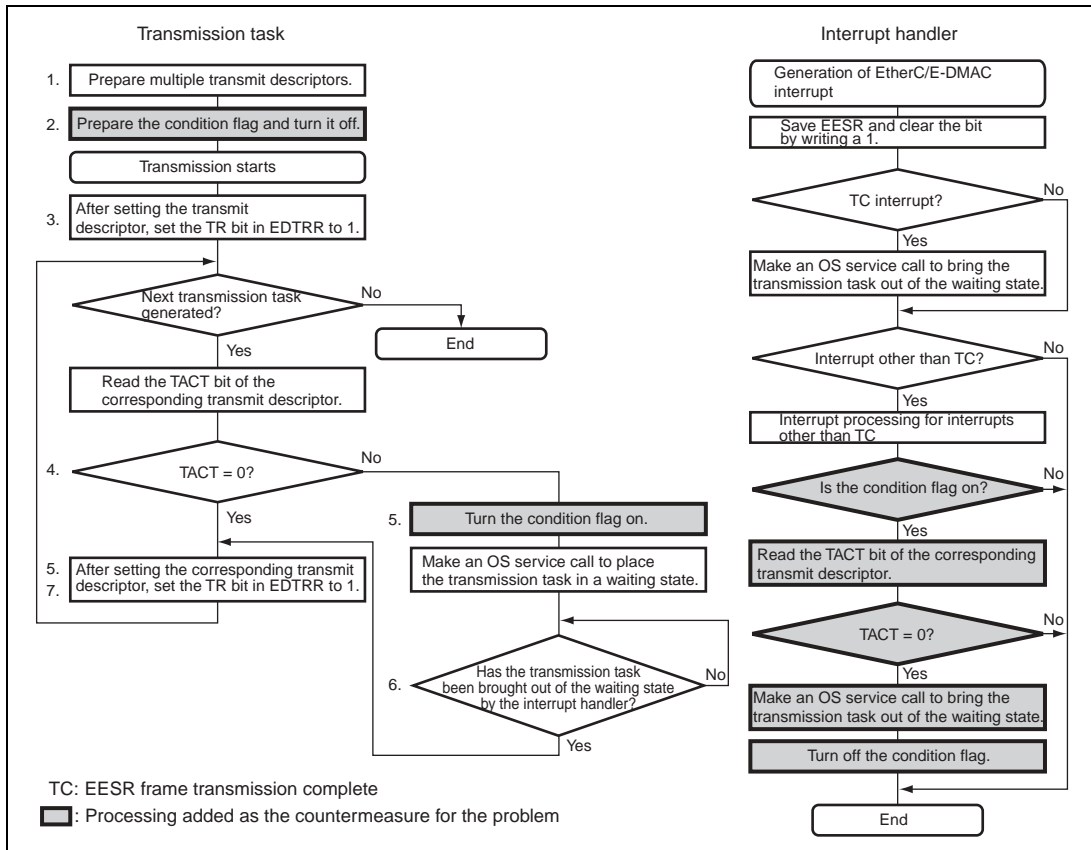 Transmission task
1.
Prepare multiple transmit descriptors.
2.
Prepare the condition flag and turn it off.
Transmission starts
3.
After setting the transmit
descriptor, set the TR bit in EDTRR to 1.
Next transmission task
generated?
No
End
Yes
Read the TACT bit of the
corresponding transmit descriptor.
4.
TACT = 0?
No
Yes
5.
Turn the condition flag on.
Make an OS service call to place
the transmission task in a waiting state.
5.
7.
After setting the corresponding transmit
descriptor, set the TR bit in EDTRR to 1.
6.
Has the transmission task
been brought out of the waiting state
by the interrupt handler?
No
Yes
Interrupt handler
Generation of EtherC/E-DMAC
interrupt
Save EESR and clear the bit
by writing a 1.
TC interrupt?
No
Yes
Make an OS service call to bring the
transmission task out of the waiting state.
Interrupt other than TC?
No
Yes
Interrupt processing for interrupts
other than TC
Is the condition flag on?
No
Yes
Read the TACT bit of the corresponding
transmit descriptor.
TACT = 0?
No
Yes
Make an OS service call to bring the
transmission task out of the waiting state.
Turn off the condition flag.
End
TC: EESR frame transmission complete
: Processing added as the countermeasure for the problem